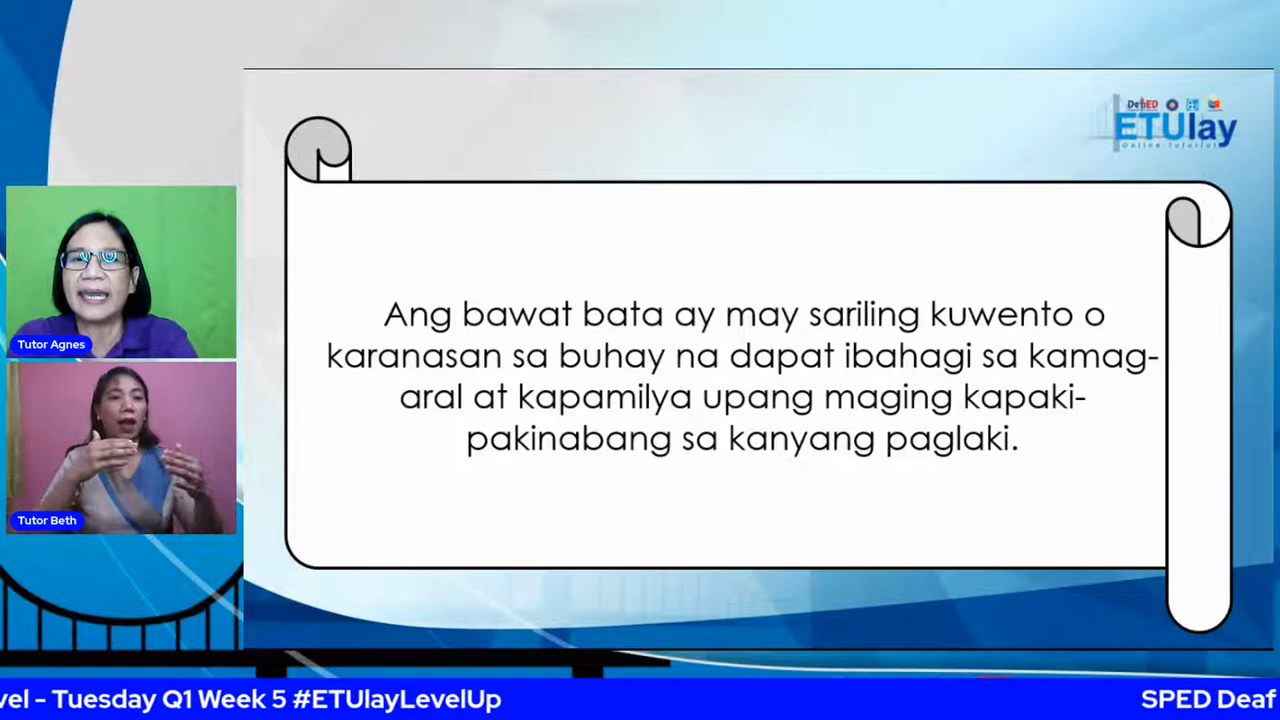 DepED
ETUlay
Online Tutorial
Ang bawat bata ay may sariling kuwento o
karanasan sa buhay na dapat ibahagi sa kamag-
aral at kapamilya upang maging kapaki-
pakinabang sa kanyang paglaki.
Tutor Agnes
Tutor Beth
vel - Tuesday Q1 Week 5 #ETUlayLevelUp
SPED Deaf